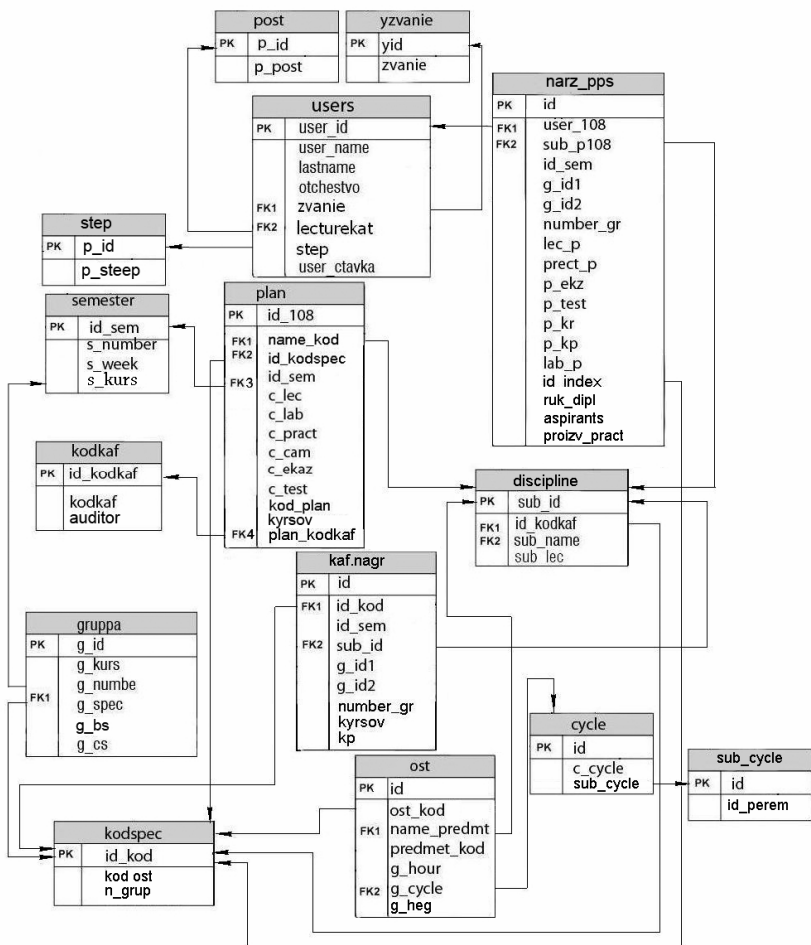 post
PK p_id
p_post
yzvanie
PK yid
zvanie
users
PK user_id
user_name
lastname
otchestvo
FK1 zvanie
FK2 lecturekat
step
user_ctavka
narz_pps
PK id
FK1 user_108
FK2 sub_p108
id_sem
g_id1
g_id2
number_gr
lec_p
prect_p
p_ekz
p_test
p_kr
p_kp
lab_p
id_index
ruk_dipl
aspirants
proizv_pract
step
PK p_id
p_steep
semester
PK id_sem
s_number
s_week
s_kurs
plan
PK id_108
FK1 name_kod
FK2 id_kodspec
FK3 id_sem
c_lec
c_lab
c_pract
c_cam
c_ekaz
c_test
kod_plan
kyrsov
FK4 plan_kodkaf
kodkaf
PK id_kodkaf
kodkaf
auditor
discipline
PK sub_id
FK1 id_kodkaf
FK2 sub_name
sub_lec
kaf.nagr
PK id
FK1 id_kod
id_sem
FK2 sub_id
g_id1
g_id2
number_gr
kyrsov
kp
gruppa
PK g_id
g_kurs
g_numbe
FK1 g_spec
g_bs
g_cs
cycle
PK id
c_cycle
sub_cycle
sub_cycle
PK id
id_perem
ost
PK id
ost_kod
FK1 name_predmt
predmet_kod
g_hour
FK2 g_cycle
g_heg
kodspec
PK id_kod
kod ost
n_grup